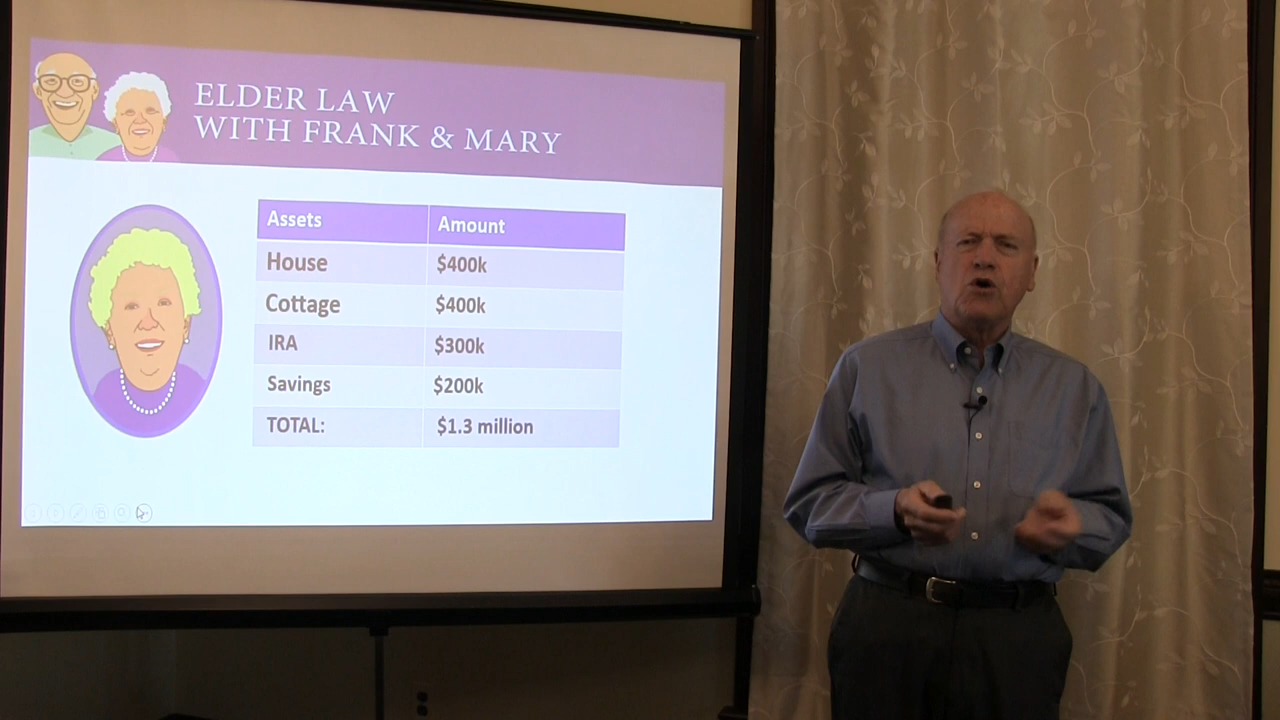 ELDER LAW
WITH FRANK & MARY
Assets Amount
House $400k
Cottage $400k
IRA $300k
Savings $200k
TOTAL: $1.3 million